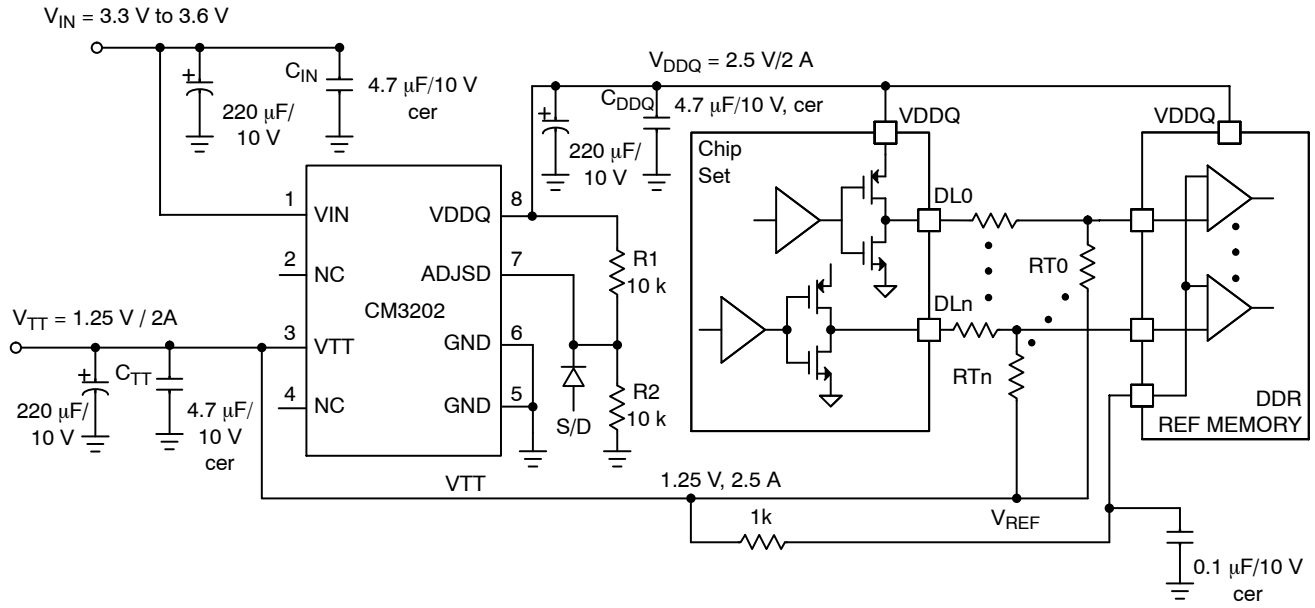 V_IN = 3.3 V to 3.6 V
+
220 μF/
10 V
C_IN
4.7 μF/10 V
cer
V_DDQ = 2.5 V/2 A
+
220 μF/
10 V
C_DDQ
4.7 μF/10 V, cer
VDDQ
VDDQ
Chip
Set
DL0
DLn
RT0
RTn
DDR
REF MEMORY
1
VIN
VDDQ
8
2
NC
ADJSD
7
CM3202
3
VTT
GND
6
4
NC
GND
5
R1
10 k
R2
10 k
S/D
V_TT = 1.25 V / 2A
+
220 μF/
10 V
C_TT
4.7 μF/
10 V
cer
VTT
1.25 V, 2.5 A
1k
V_REF
0.1 μF/10 V
cer